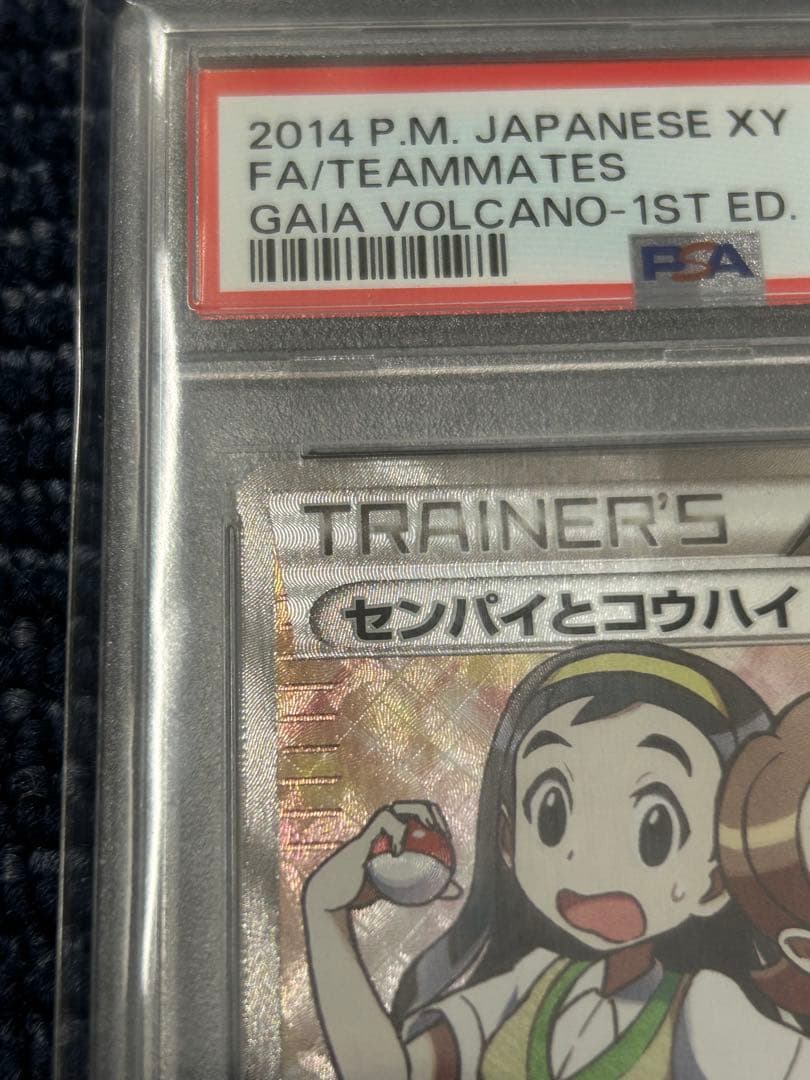 2014 P.M. JAPANESE XY
FA/TEAMMATES
GAIA VOLCANO-1ST ED.
PSA
TRAINER'S
センパイとコウハイ